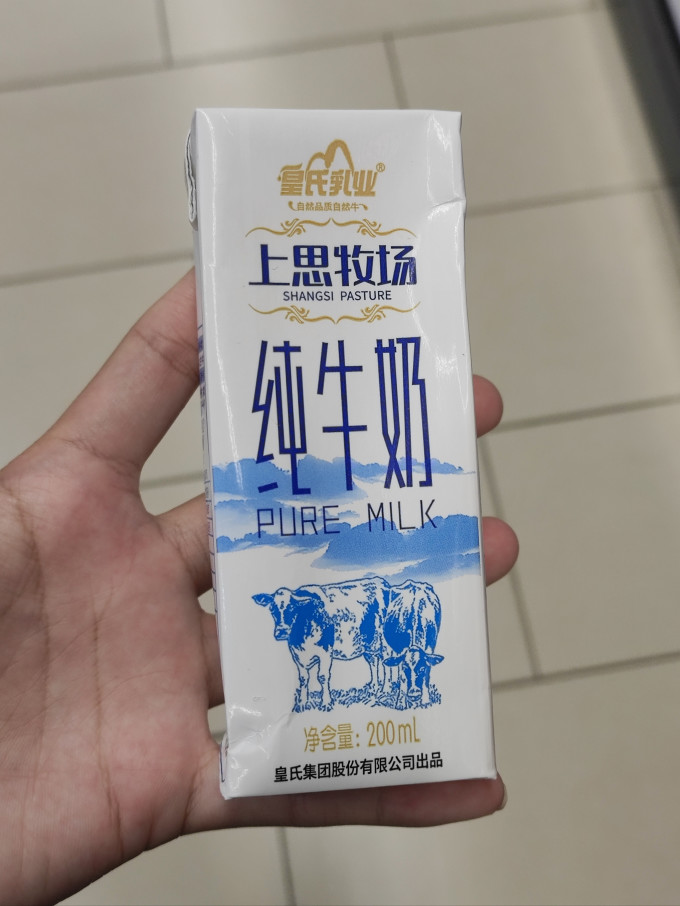 皇氏乳业®
自然品质自然牛
上思牧场
SHANGSI PASTURE
纯牛奶
PURE MILK
净含量：200mL
皇氏集团股份有限公司出品